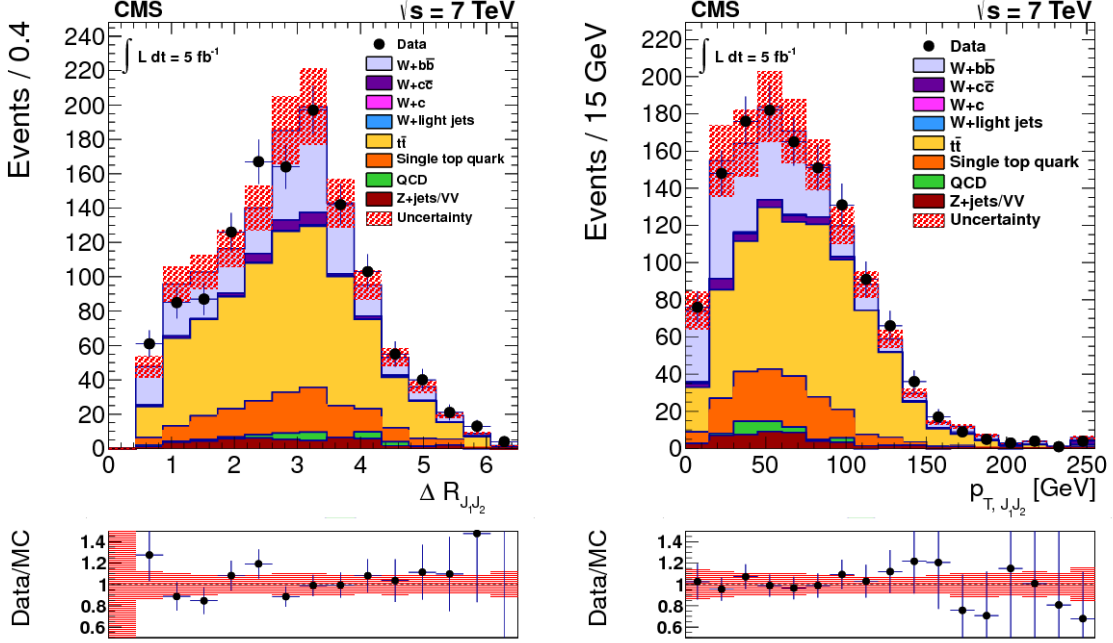 CMS √s = 7 TeV
Events / 0.4
240
220
200
180
160
140
120
100
80
60
40
20
0
∫ L dt = 5 fb⁻¹
Data
W+bb̄
W+cc̄
W+c
W+light jets
tt̄
Single top quark
QCD
Z+jets/VV
Uncertainty
0 1 2 3 4 5 6
Δ R_{J₁J₂}
Data/MC
1.4
1.2
1
0.8
0.6
CMS √s = 7 TeV
Events / 15 GeV
220
200
180
160
140
120
100
80
60
40
20
0
∫ L dt = 5 fb⁻¹
Data
W+bb̄
W+cc̄
W+c
W+light jets
tt̄
Single top quark
QCD
Z+jets/VV
Uncertainty
0 50 100 150 200 250
p_{T, J₁J₂} [GeV]
Data/MC
1.4
1.2
1
0.8
0.6